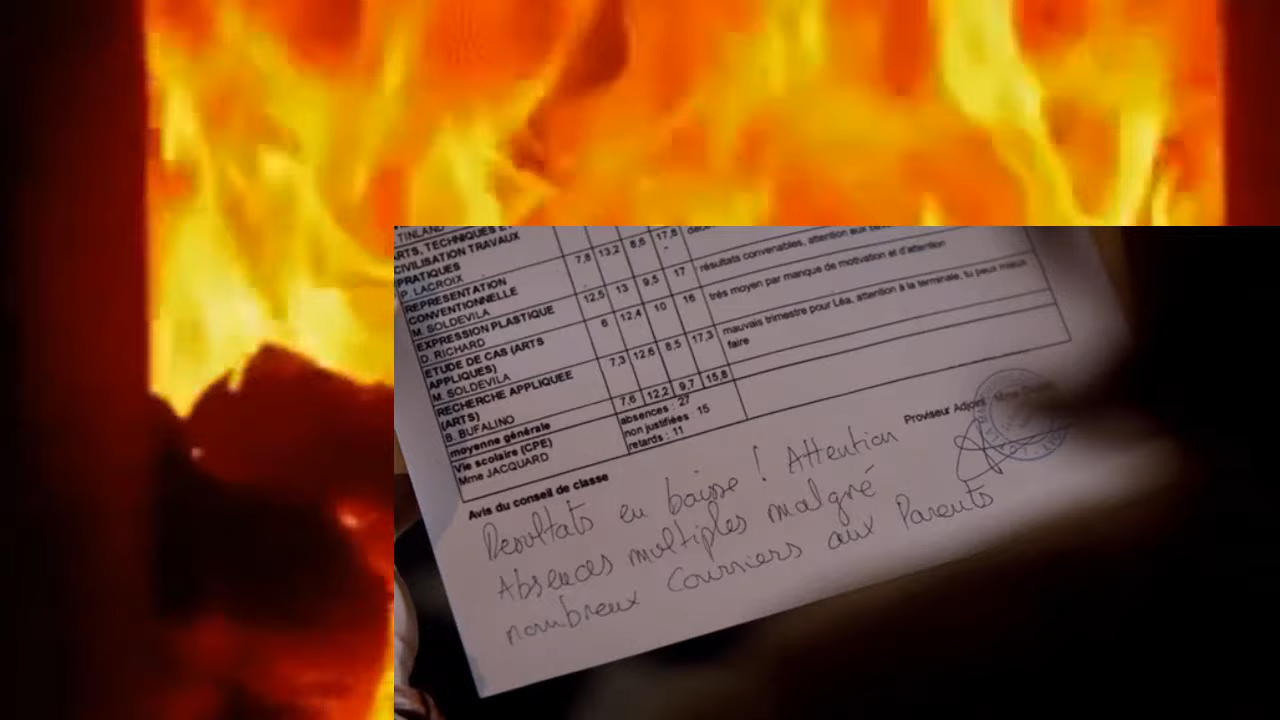 TINLAND
ARTS, TECHNIQUES E
CIVILISATION TRAVAUX
PRATIQUES
P. LACROIX
7,8 13,2 8,6 17,8
REPRESENTATION
CONVENTIONNELLE
M. SOLDEVILA
12,5 13 9,5 17 résultats convenables, attention aux
EXPRESSION PLASTIQUE
D. RICHARD
6 12,4 10 16 très moyen par manque de motivation et d'attention
ETUDE DE CAS (ARTS
APPLIQUES)
M. SOLDEVILA
7,3 12,6 8,5 17,3 mauvais trimestre pour Léa, attention à la terminale, tu peux mieux
faire
RECHERCHE APPLIQUEE
(ARTS)
B. BUFALINO
moyenne générale 7,6 12,2 9,7 15,8
Vie scolaire (CPE)
Mme JACQUARD
absences : 27
non justifiées 15
retards : 11
Avis du conseil de classe
Proviseur Adjoint
Resultats en baisse ! Attention
Absences multiples malgré
nombreux Courriers aux Parents